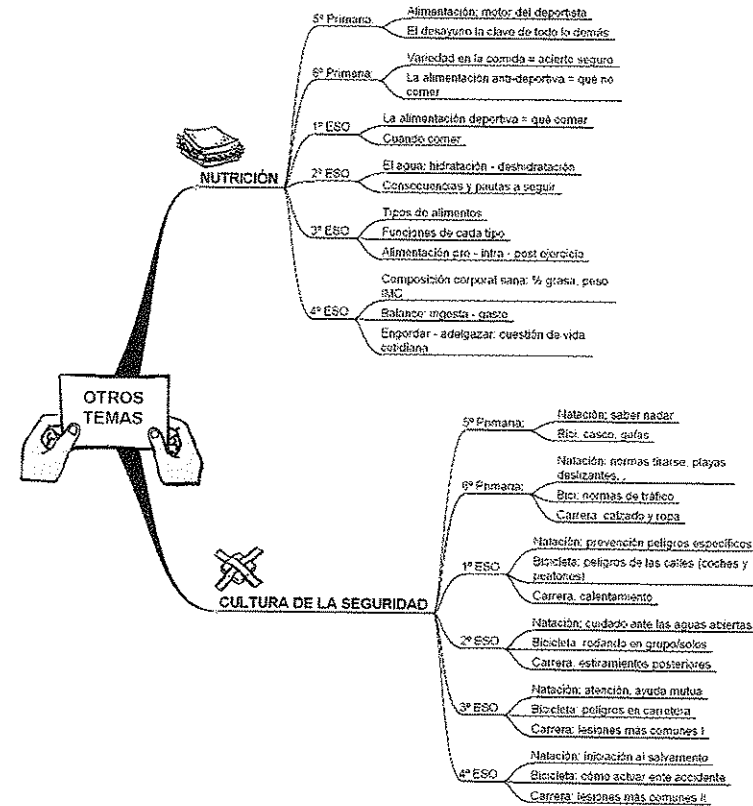 5º Primaria:
Alimentación: motor del deportista
El desayuno la clave de todo lo demás
6º Primaria:
Variedad en la comida = acierto seguro
La alimentación anti-deportiva = qué no
comer
1º ESO
La alimentación deportiva = qué comer
Cuando comer
NUTRICIÓN
2º ESO
El agua: hidratación - deshidratación
Consecuencias y pautas a seguir
3º ESO
Tipos de alimentos
Funciones de cada tipo
Alimentación pre - intra - post ejercicio
4º ESO
Composición corporal sana: % grasa, peso
IMC
Balance: ingesta - gasto
Engordar - adelgazar: cuestión de vida
cotidiana
OTROS
TEMAS
CULTURA DE LA SEGURIDAD
5º Primaria:
Natación: saber nadar
Bici: casco, gafas
6º Primaria:
Natación: normas tirarse, playas
deslizantes, ,
Bici: normas de tráfico
Carrera: calzado y ropa
1º ESO
Natación: prevención peligros específicos
Bicicleta: peligros de las calles (coches y
peatones)
Carrera: calentamiento
2º ESO
Natación: cuidado ante las aguas abiertas
Bicicleta: rodando en grupo/solos
Carrera: estiramientos posteriores
3º ESO
Natación: atención, ayuda mutua
Bicicleta: peligros en carretera
Carrera: lesiones más comunes I
4º ESO
Natación: iniciación al salvamento
Bicicleta: cómo actuar ante accidente
Carrera: lesiones más comunes II